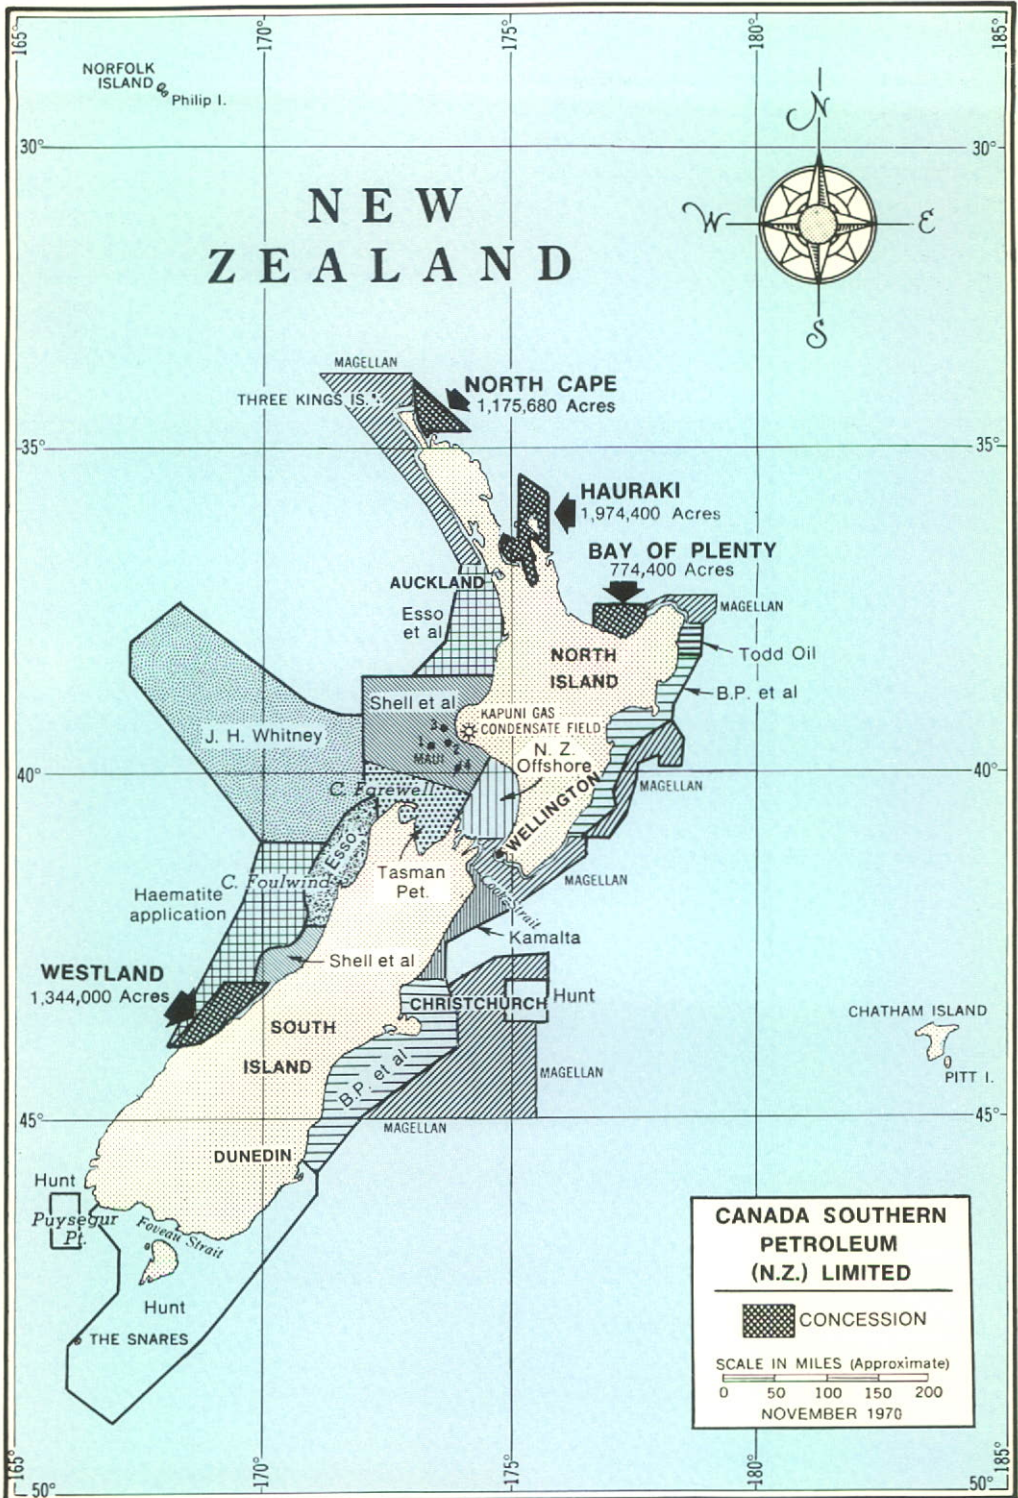 165°
170°
175°
180°
185°
NORFOLK
ISLAND
Philip I.
N
30°
30°
W
E
S
NEW
ZEALAND
MAGELLAN
THREE KINGS IS.
NORTH CAPE
1,175,680 Acres
35°
35°
HAURAKI
1,974,400 Acres
BAY OF PLENTY
774,400 Acres
AUCKLAND
Esso
et al
MAGELLAN
Todd Oil
NORTH
ISLAND
B.P. et al
Shell et al
J. H. Whitney
KAPUNI GAS
CONDENSATE FIELD
3
1
2
4
MAUI
N. Z.
Offshore
40°
40°
C. Farewell
MAGELLAN
WELLINGTON
Esso
Tasman
Pet.
C. Foulwind
MAGELLAN
Haematite
application
Strait
Kamalta
Shell et al
WESTLAND
1,344,000 Acres
CHRISTCHURCH
Hunt
CHATHAM ISLAND
PITT I.
SOUTH
ISLAND
B.P. et al
MAGELLAN
45°
45°
MAGELLAN
DUNEDIN
Hunt
Puysegur
Pt.
Foveau Strait
Hunt
THE SNARES
CANADA SOUTHERN
PETROLEUM
(N.Z.) LIMITED
CONCESSION
SCALE IN MILES (Approximate)
0 50 100 150 200
NOVEMBER 1970
165°
170°
175°
180°
185°
50°
50°